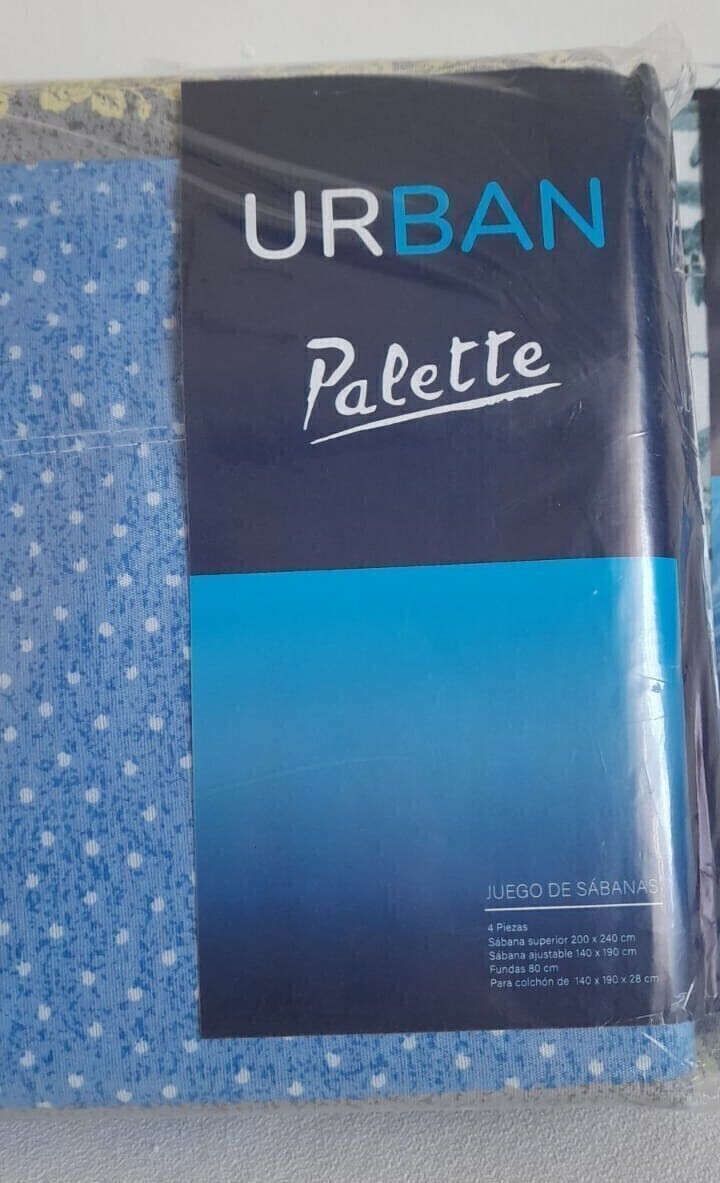 URBAN
Palette
JUEGO DE SÁBANAS
4 Piezas
Sábana superior 200 x 240 cm
Sábana ajustable 140 x 190 cm
Fundas 80 cm
Para colchón de 140 x 190 x 28 cm